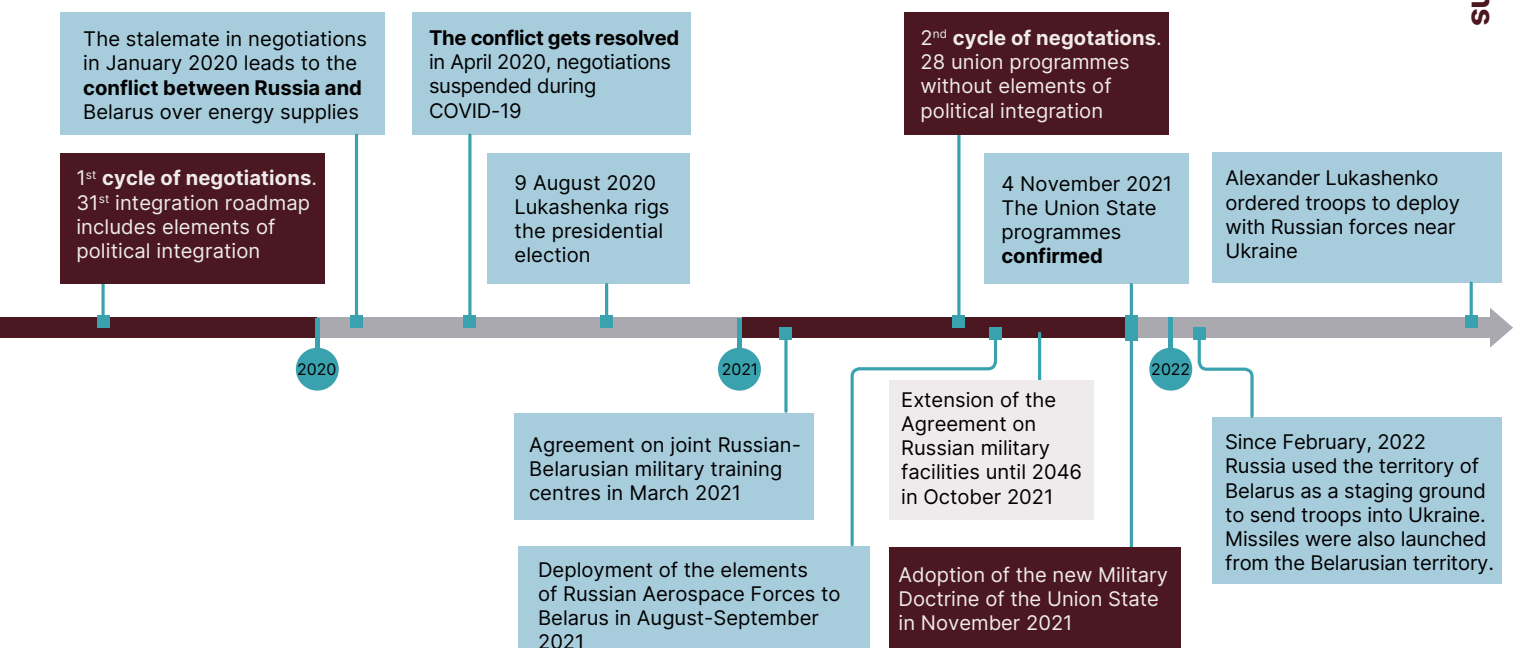 The stalemate in negotiations
in January 2020 leads to the
conflict between Russia and
Belarus over energy supplies
The conflict gets resolved
in April 2020, negotiations
suspended during
COVID-19
2nd cycle of negotations.
28 union programmes
without elements of
political integration
su
1st cycle of negotiations.
31st integration roadmap
includes elements of
political integration
9 August 2020
Lukashenka rigs
the presidential
election
4 November 2021
The Union State
programmes
confirmed
Alexander Lukashenko
ordered troops to deploy
with Russian forces near
Ukraine
2020
2021
2022
Agreement on joint Russian-
Belarusian military training
centres in March 2021
Extension of the
Agreement on
Russian military
facilities until 2046
in October 2021
Since February, 2022
Russia used the territory of
Belarus as a staging ground
to send troops into Ukraine.
Missiles were also launched
from the Belarusian territory.
Deployment of the elements
of Russian Aerospace Forces to
Belarus in August-September
2021
Adoption of the new Military
Doctrine of the Union State
in November 2021